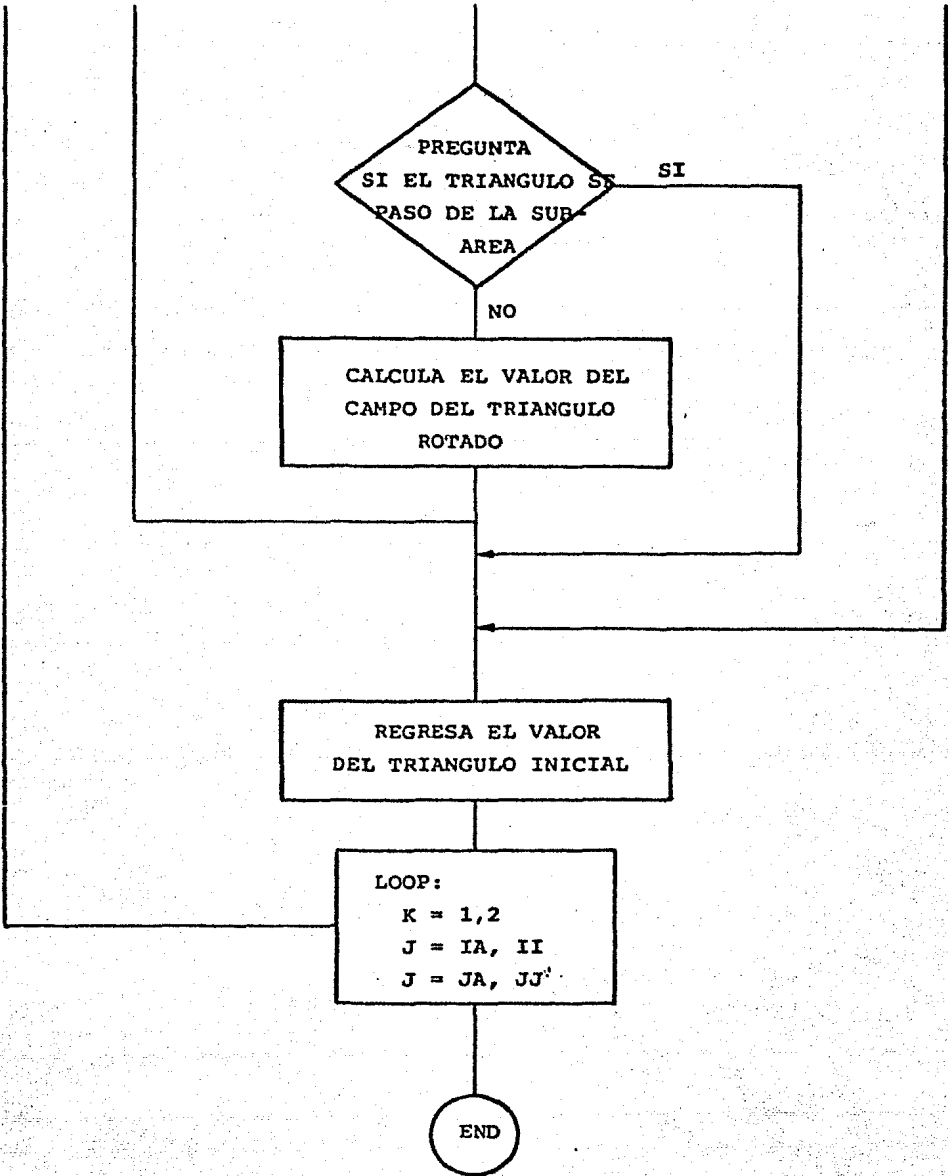 PREGUNTA
SI EL TRIANGULO SE
PASO DE LA SUB-
AREA
SI
NO
CALCULA EL VALOR DEL
CAMPO DEL TRIANGULO
ROTADO
REGRESA EL VALOR
DEL TRIANGULO INICIAL
LOOP:
K = 1,2
J = IA, II
J = JA, JJ
END